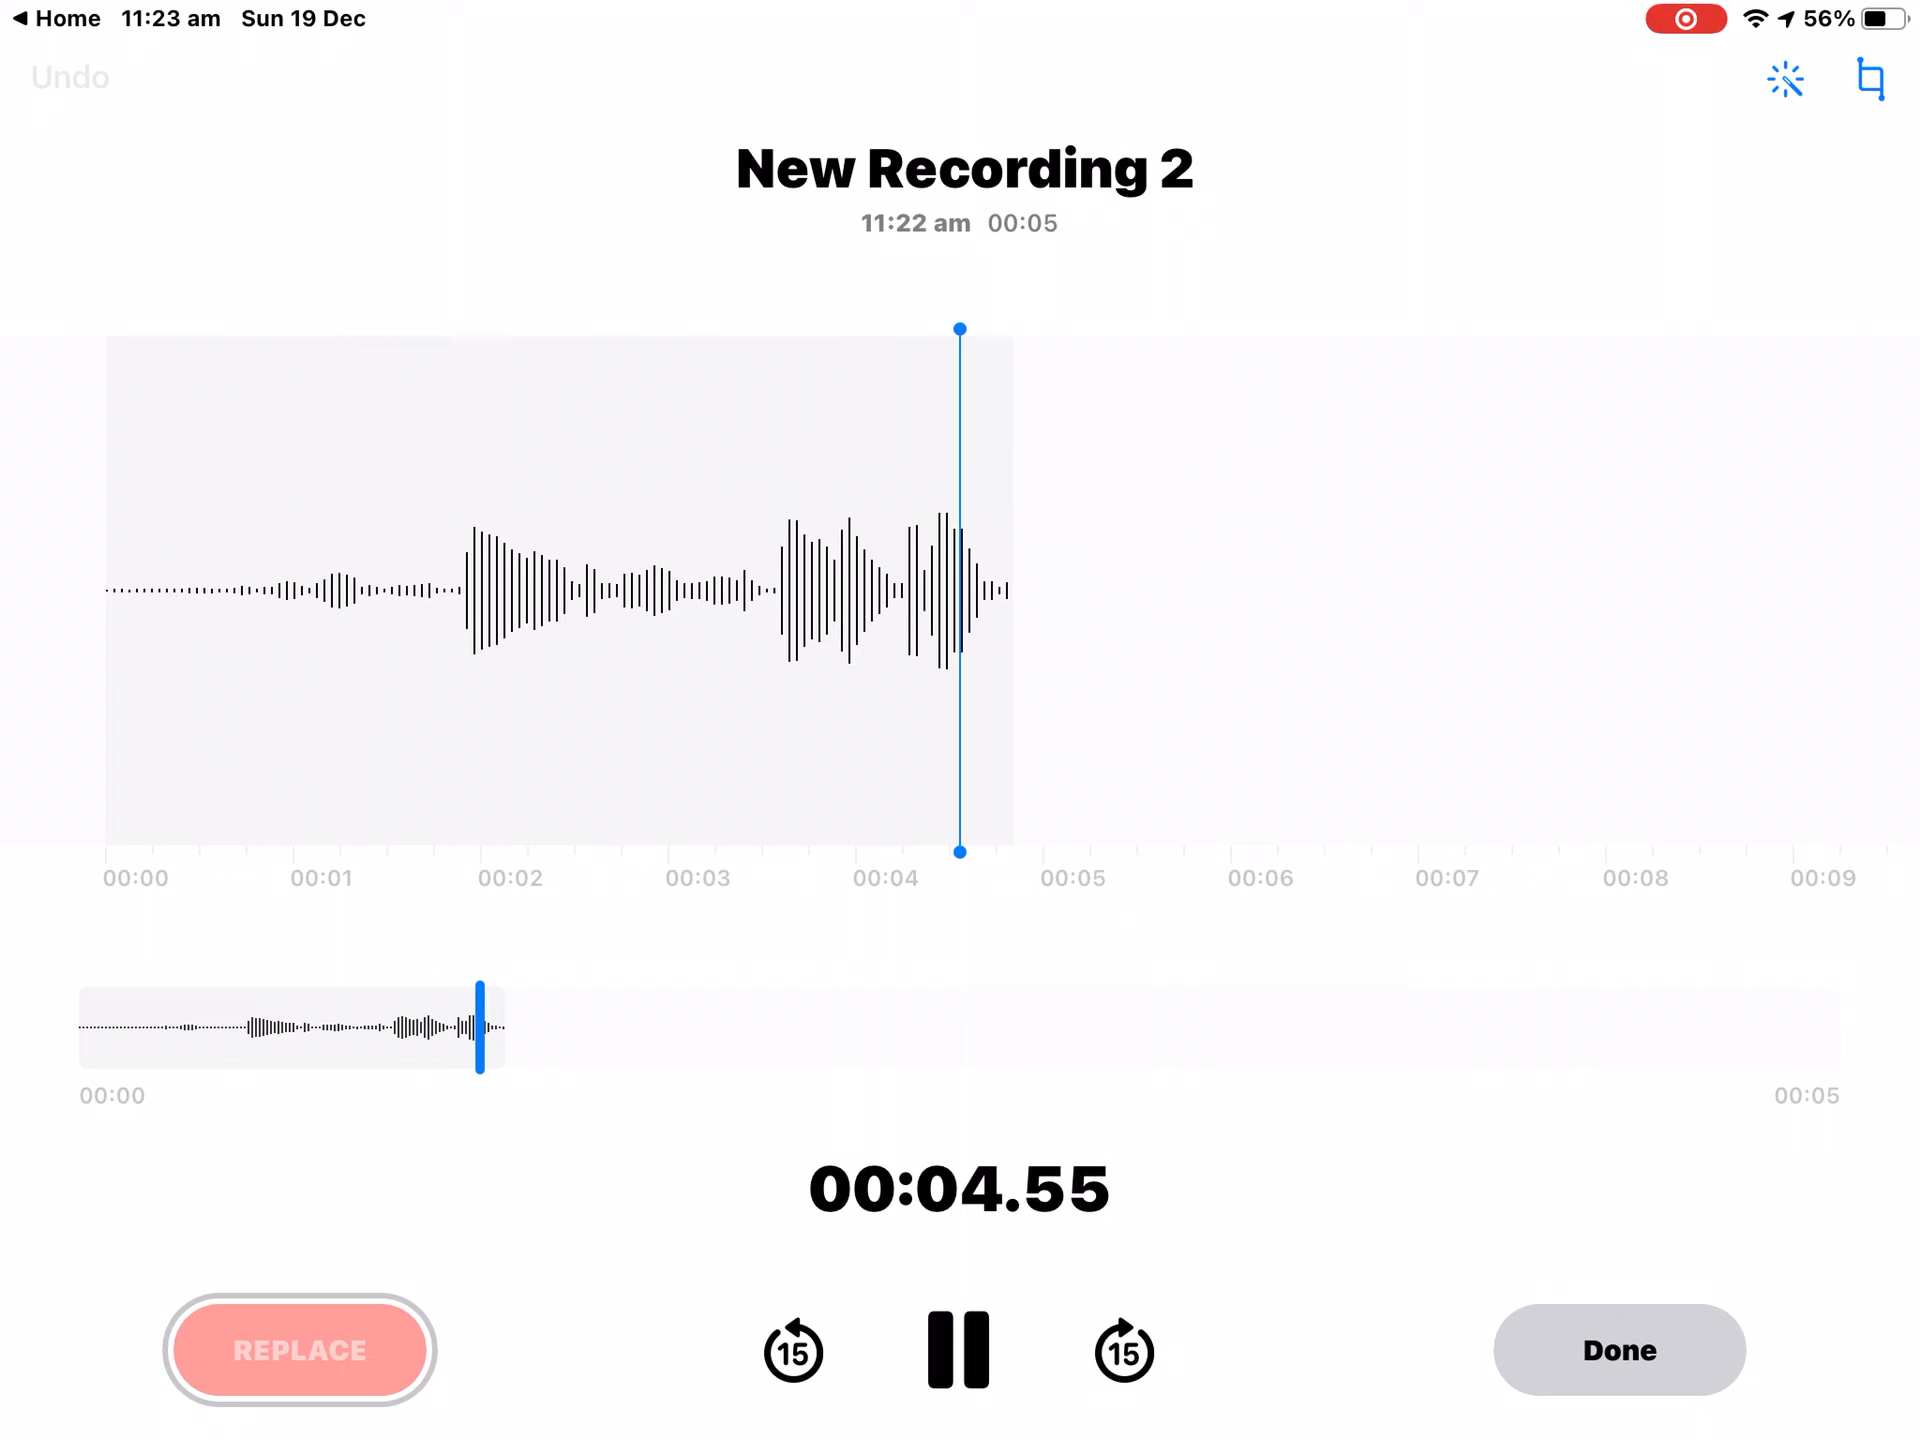 Home 11:23 am Sun 19 Dec 56%
Undo
New Recording 2
11:22 am 00:05
00:00 00:01 00:02 00:03 00:04 00:05 00:06 00:07 00:08 00:09
00:00 00:05
00:04.55
REPLACE 15 15 Done